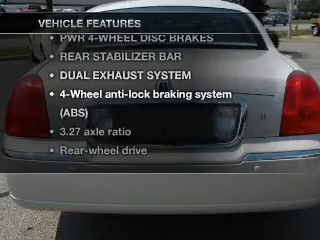 VEHICLE FEATURES
• PWR 4-WHEEL DISC BRAKES
• REAR STABILIZER BAR
• DUAL EXHAUST SYSTEM
• 4-Wheel anti-lock braking system
(ABS)
• 3.27 axle ratio
• Rear-wheel drive